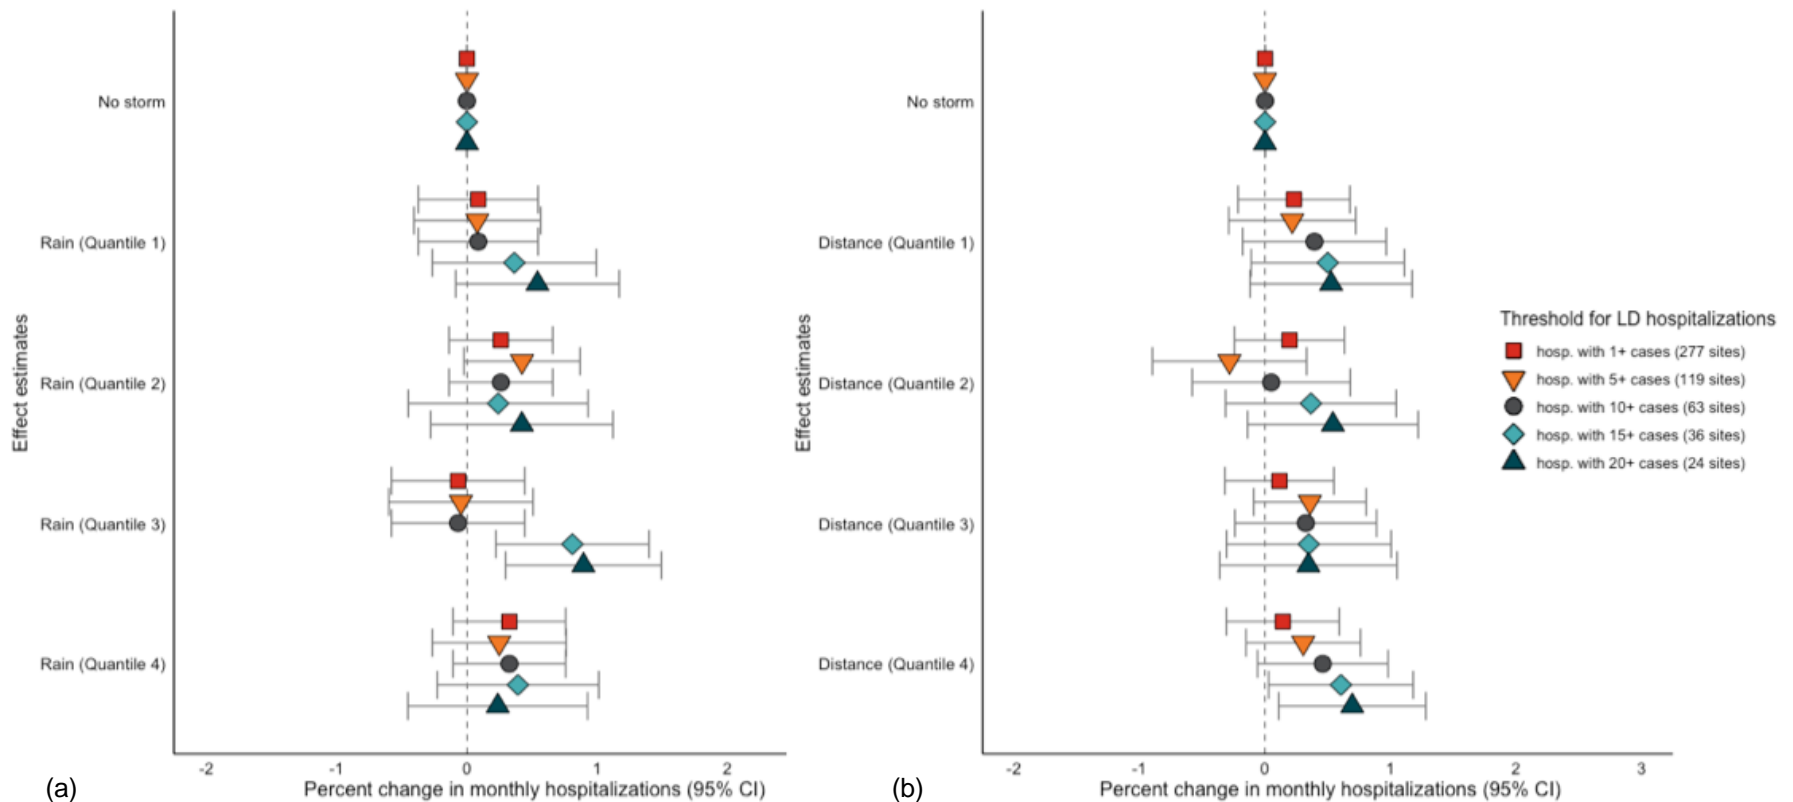 Effect estimates
No storm
Rain (Quantile 1)
Rain (Quantile 2)
Rain (Quantile 3)
Rain (Quantile 4)
-2 -1 0 1 2
Percent change in monthly hospitalizations (95% CI)
(a)
Effect estimates
No storm
Distance (Quantile 1)
Distance (Quantile 2)
Distance (Quantile 3)
Distance (Quantile 4)
-2 -1 0 1 2 3
Percent change in monthly hospitalizations (95% CI)
(b)
Threshold for LD hospitalizations
hosp. with 1+ cases (277 sites)
hosp. with 5+ cases (119 sites)
hosp. with 10+ cases (63 sites)
hosp. with 15+ cases (36 sites)
hosp. with 20+ cases (24 sites)